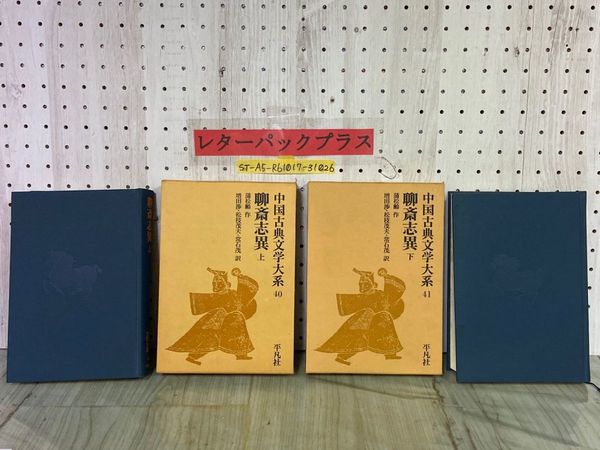 レターパックプラス
ST-A5-R61017-31026
中国古典文学大系 40
聊斎志異 上
蒲松齢 作
増田渉・松枝茂夫・常石茂 訳
平凡社
中国古典文学大系 41
聊斎志異 下
蒲松齢 作
増田渉・松枝茂夫・常石茂 訳
平凡社
聊斎志異 上